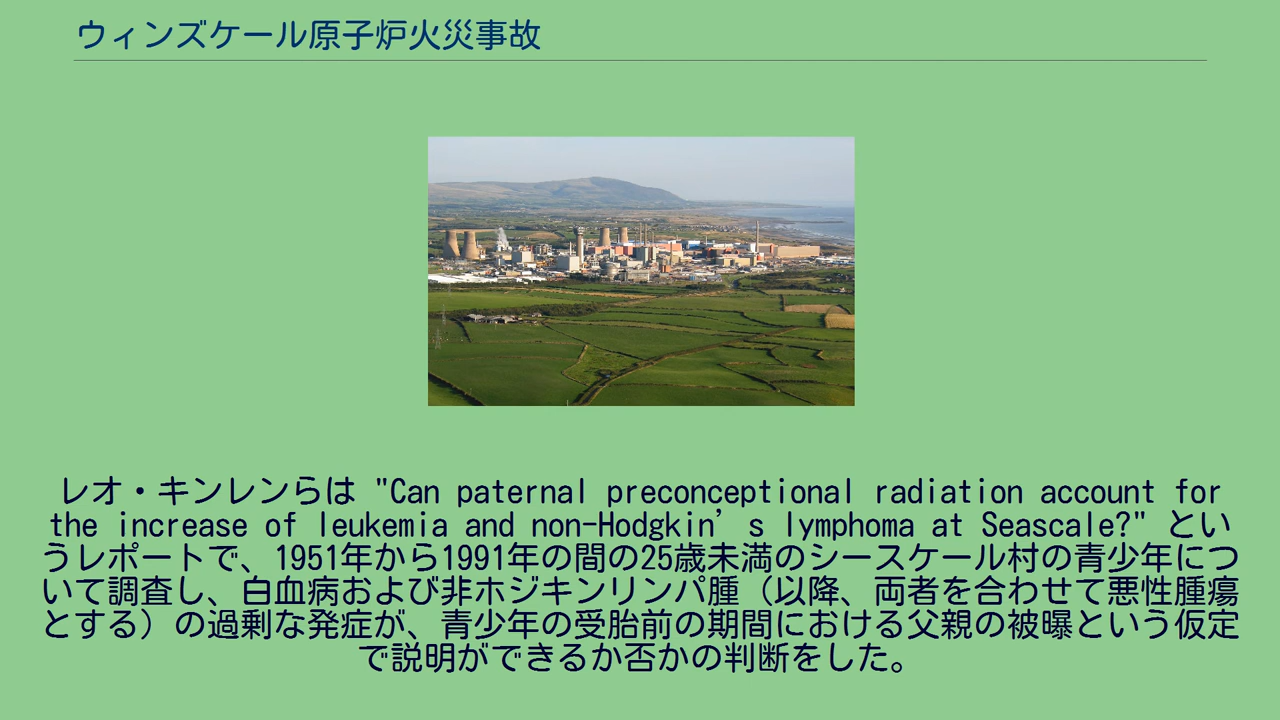 ウィンズケール原子炉火災事故
レオ・キンレンらは "Can paternal preconceptional radiation account for
the increase of leukemia and non-Hodgkin’s lymphoma at Seascale?" とい
うレポートで、1951年から1991年の間の25歳未満のシースケール村の青少年につ
いて調査し、白血病および非ホジキンリンパ腫（以降、両者を合わせて悪性腫瘍
とする）の過剰な発症が、青少年の受胎前の期間における父親の被曝という仮定
で説明ができるか否かの判断をした。